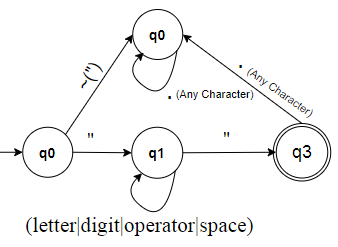 q0
~(")
. (Any Character)
. (Any Character)
q0
"
q1
"
q3
(letter|digit|operator|space)